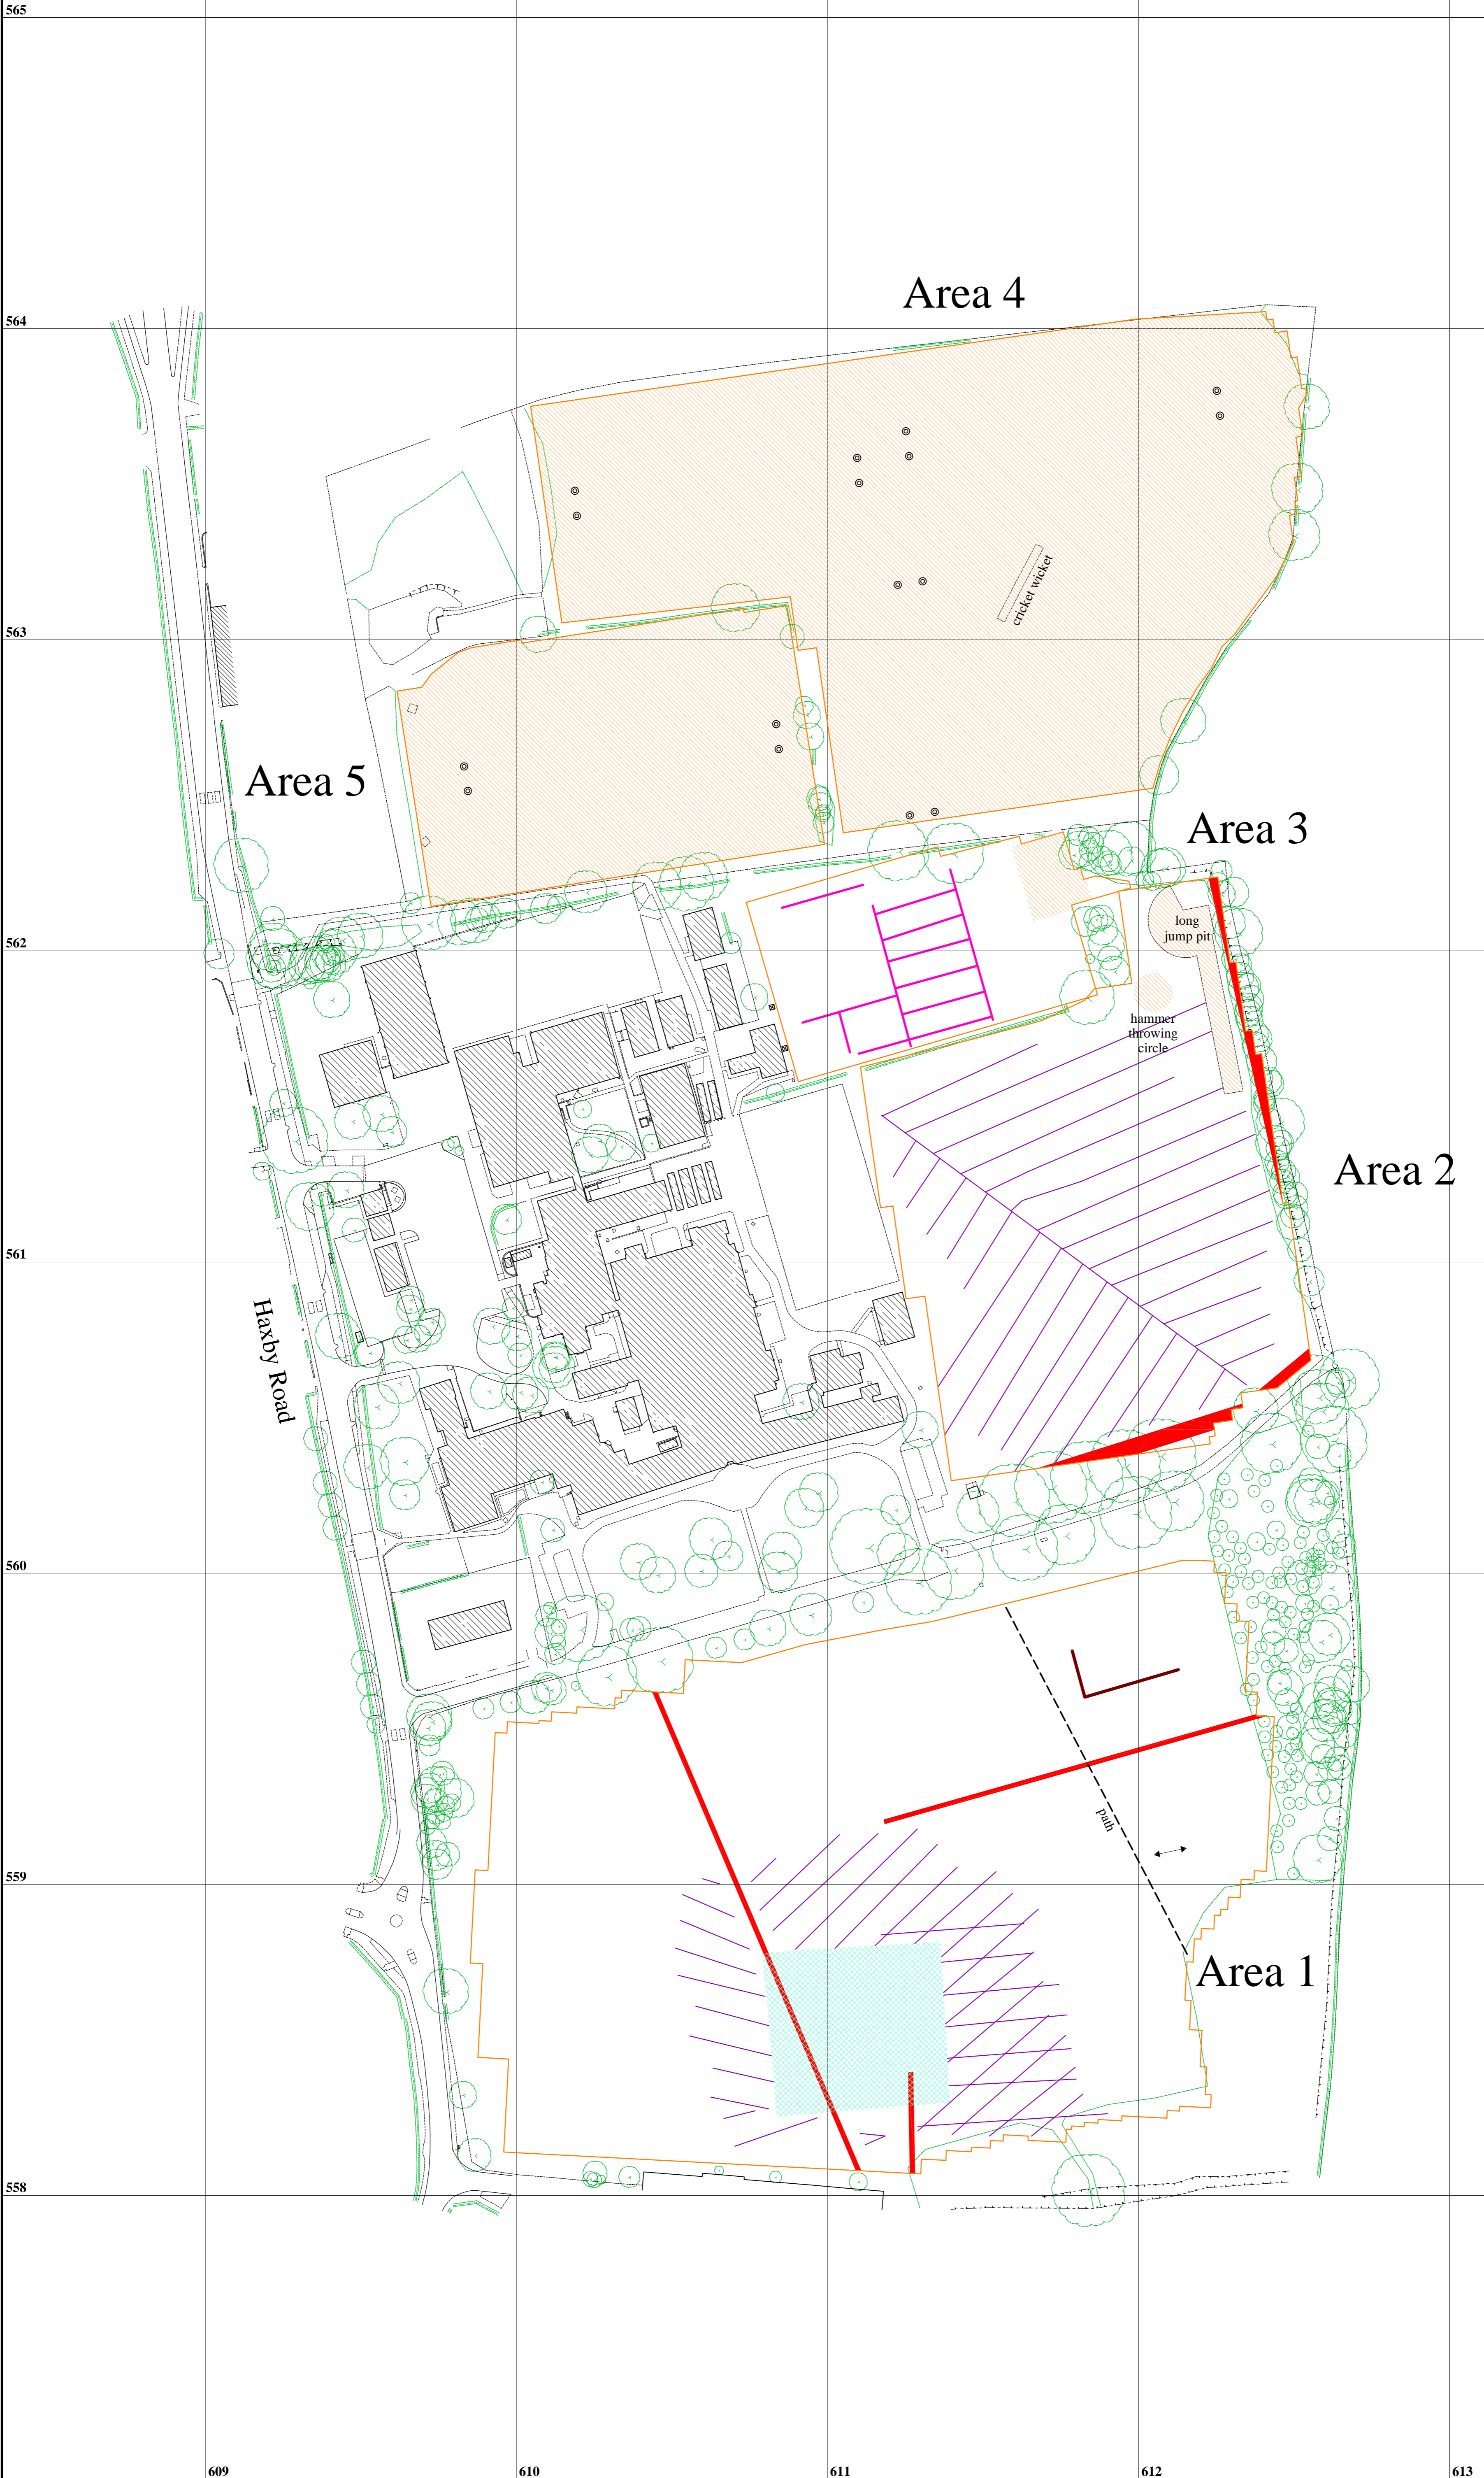 565
Area 4
564
cricket wicket
563
Area 5
Area 3
long
jump pit
562
hammer
throwing
circle
Area 2
561
Haxby Road
560
path
559
Area 1
558
609
610
611
612
613